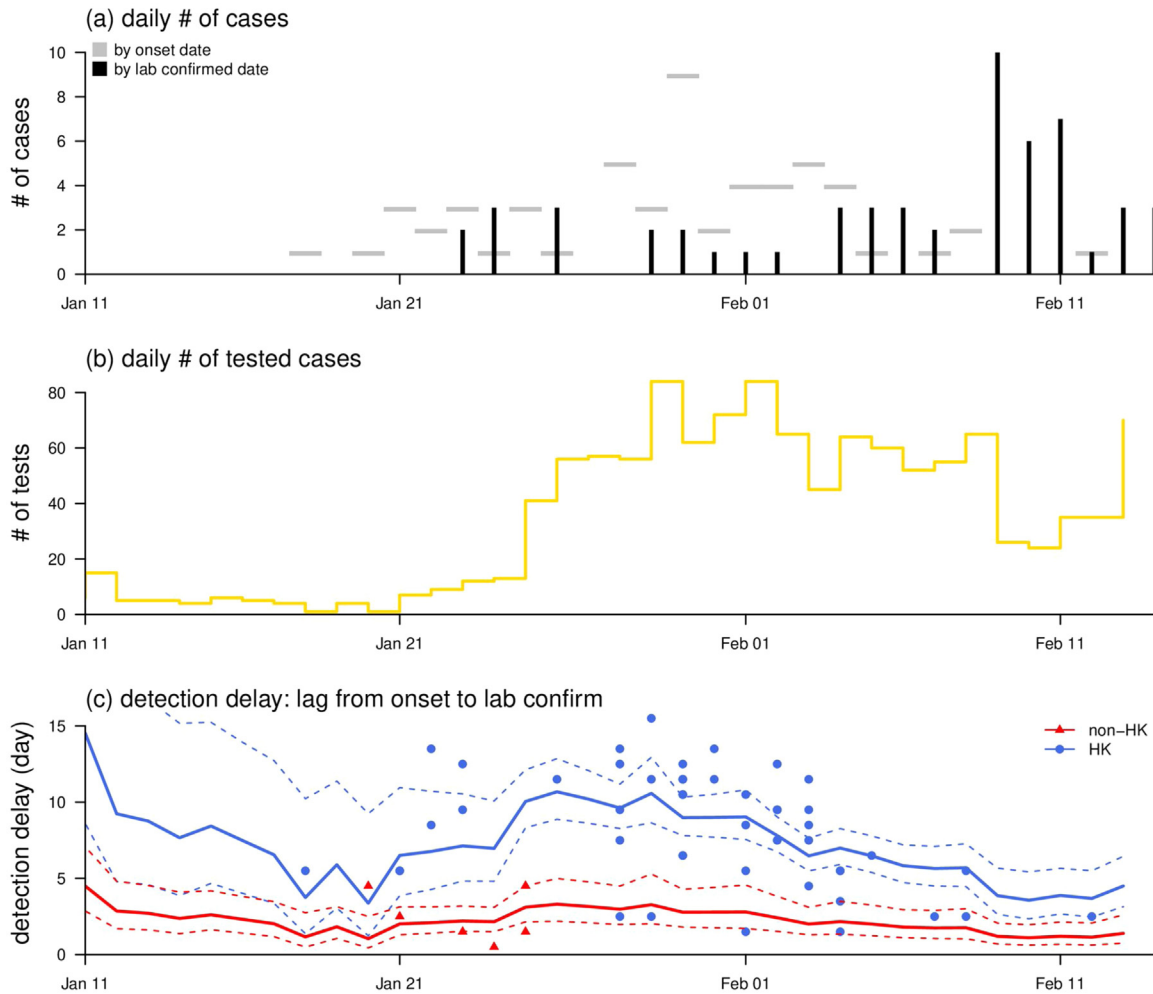 (a) daily # of cases
by onset date
by lab confirmed date
# of cases
10
8
6
4
2
0
Jan 11
Jan 21
Feb 01
Feb 11
(b) daily # of tested cases
# of tests
80
60
40
20
0
Jan 11
Jan 21
Feb 01
Feb 11
(c) detection delay: lag from onset to lab confirm
detection delay (day)
15
10
5
0
non−HK
HK
Jan 11
Jan 21
Feb 01
Feb 11